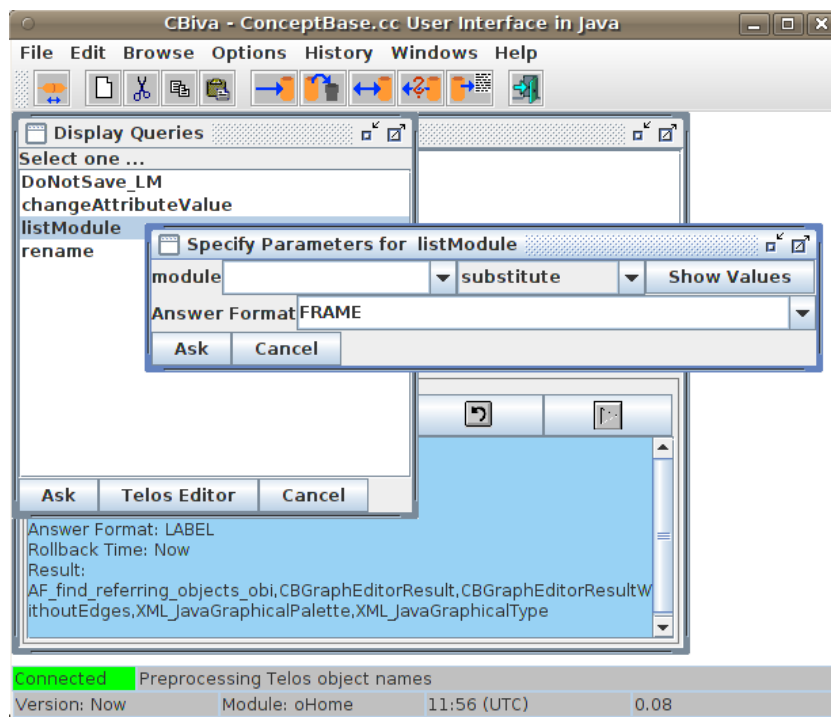 CBiva - ConceptBase.cc User Interface in Java
File Edit Browse Options History Windows Help
Display Queries
Select one ...
DoNotSave_LM
changeAttributeValue
listModule
rename
Specify Parameters for listModule
module substitute Show Values
Answer Format FRAME
Ask Cancel
Ask Telos Editor Cancel
Answer Format: LABEL
Rollback Time: Now
Result:
AF_find_referring_objects_obi,CBGraphEditorResult,CBGraphEditorResultW
ithoutEdges,XML_JavaGraphicalPalette,XML_JavaGraphicalType
Connected Preprocessing Telos object names
Version: Now Module: oHome 11:56 (UTC) 0.08